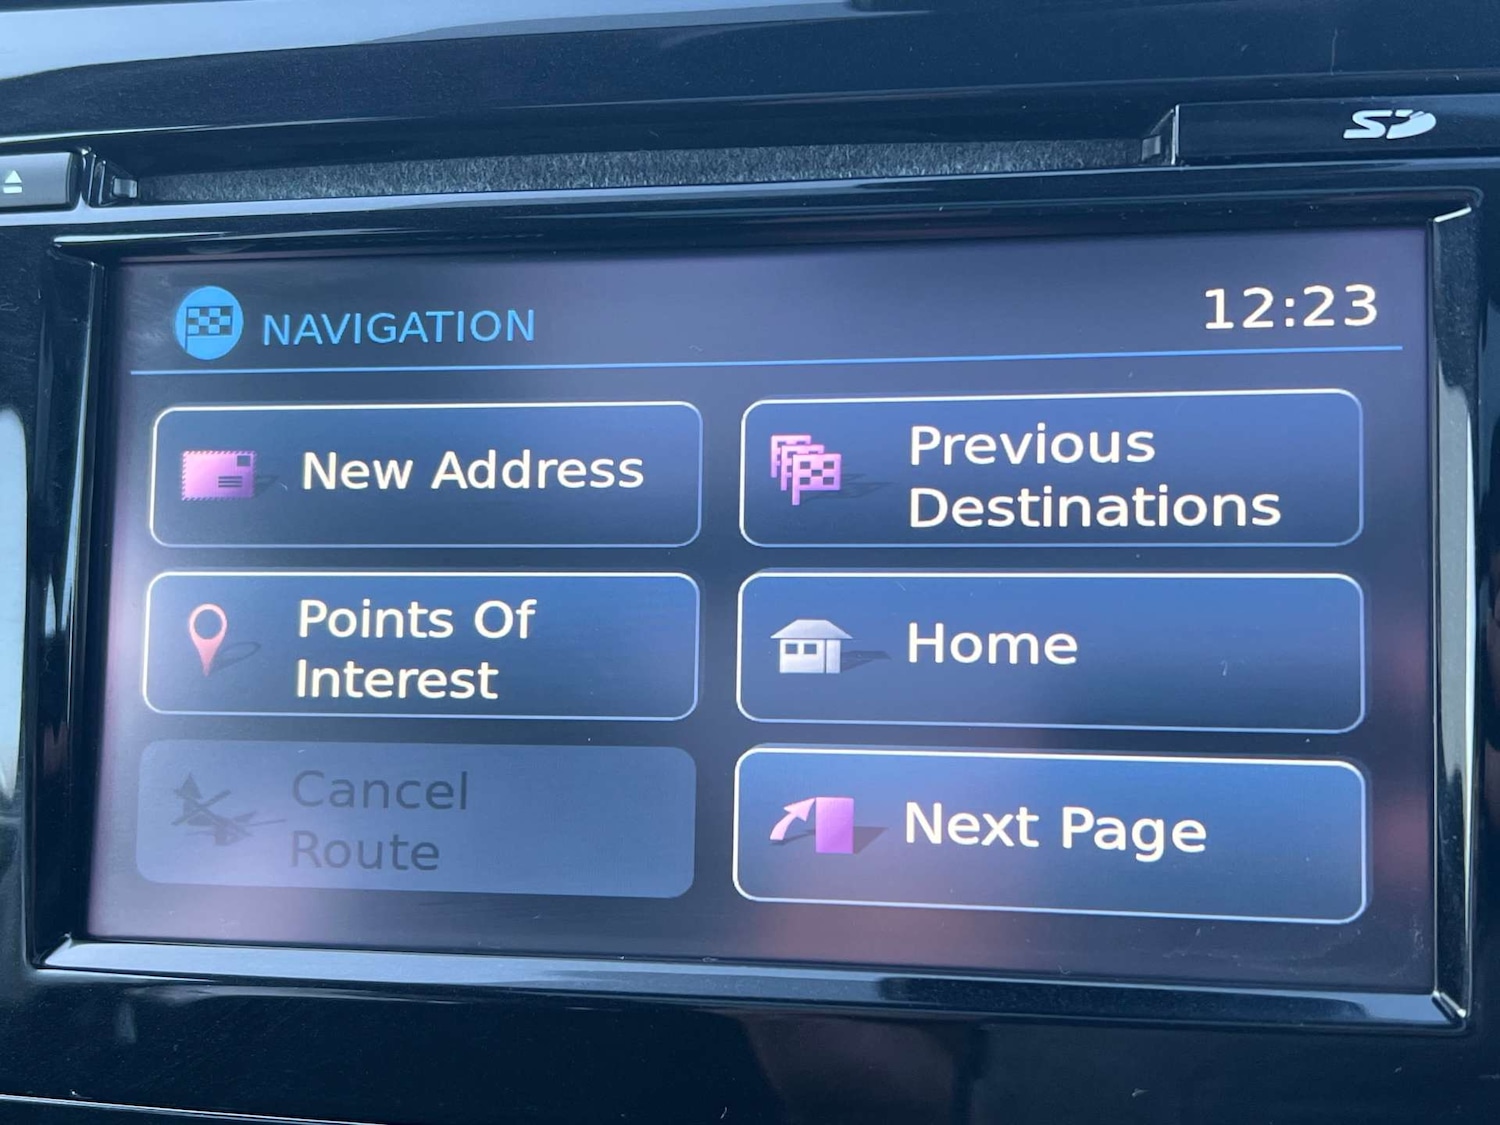 SD
NAVIGATION
12:23
New Address
Previous
Destinations
Points Of
Interest
Home
Cancel
Route
Next Page